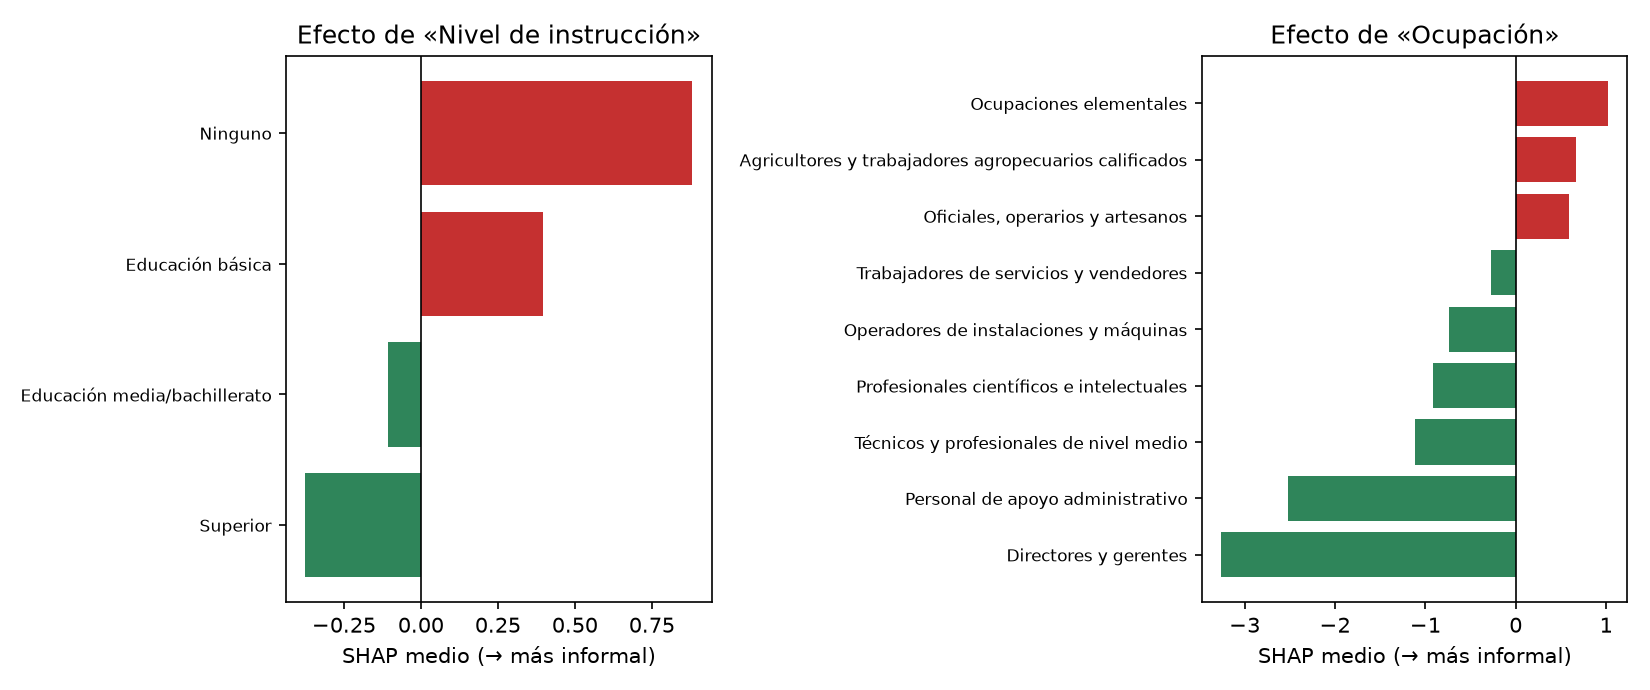 Efecto de «Nivel de instrucción»
Ninguno
Educación básica
Educación media/bachillerato
Superior
−0.25 0.00 0.25 0.50 0.75
SHAP medio (→ más informal)
Efecto de «Ocupación»
Ocupaciones elementales
Agricultores y trabajadores agropecuarios calificados
Oficiales, operarios y artesanos
Trabajadores de servicios y vendedores
Operadores de instalaciones y máquinas
Profesionales científicos e intelectuales
Técnicos y profesionales de nivel medio
Personal de apoyo administrativo
Directores y gerentes
−3 −2 −1 0 1
SHAP medio (→ más informal)